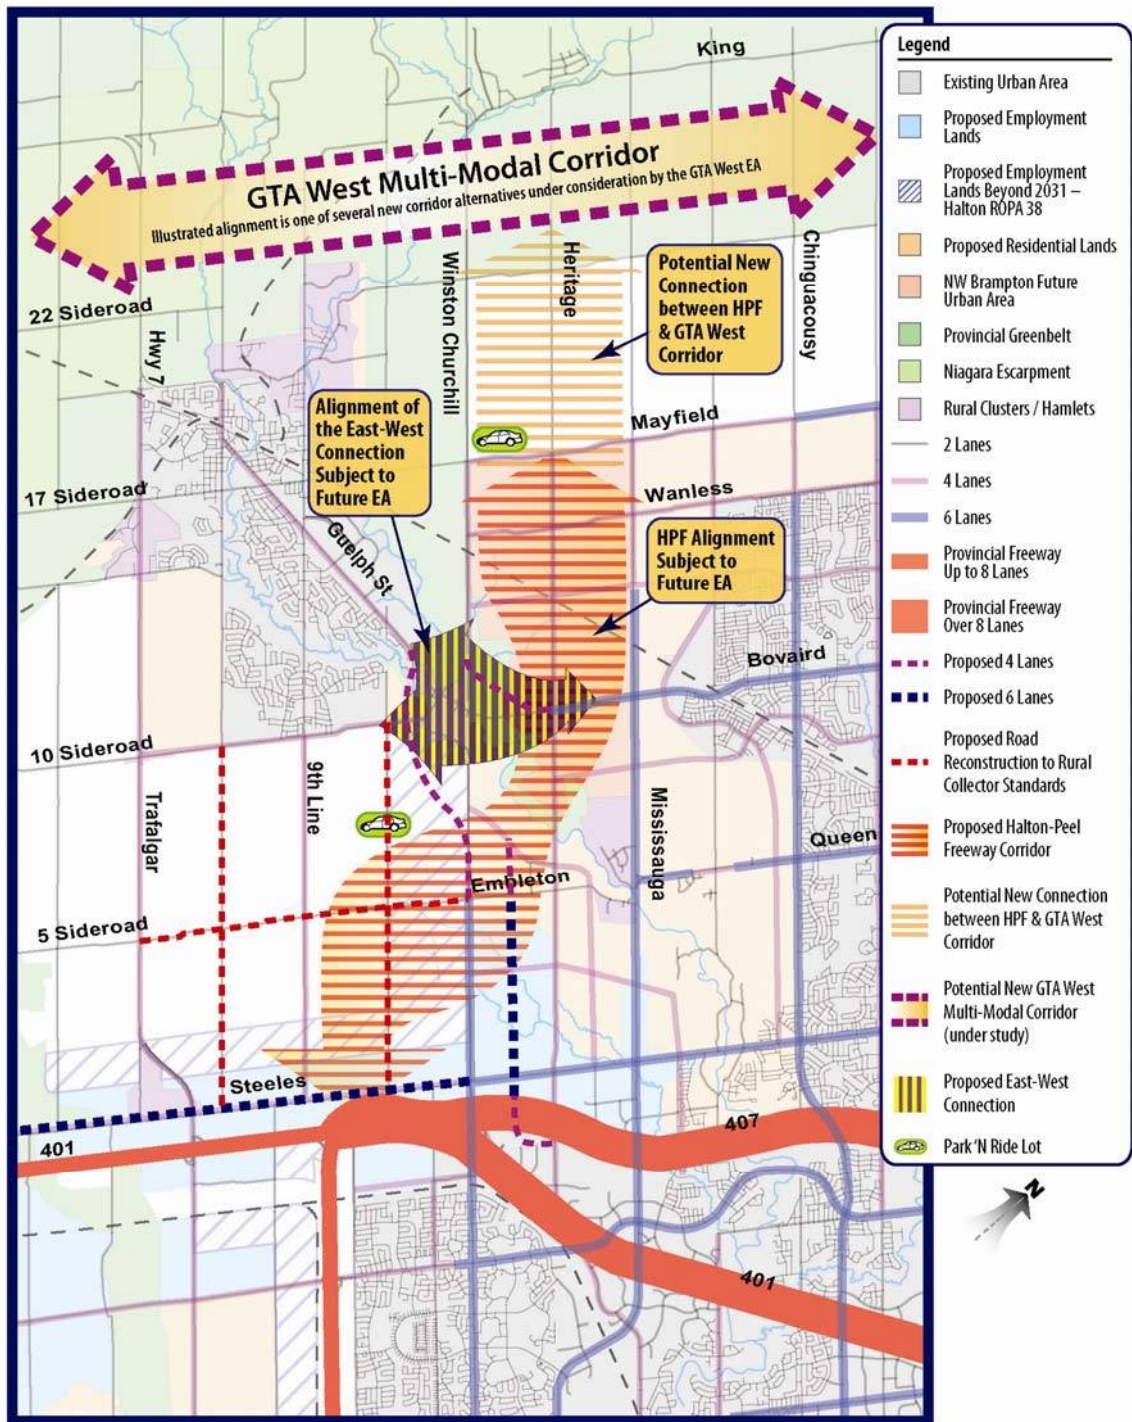 King
GTA West Multi-Modal Corridor
Illustrated alignment is one of several new corridor alternatives under consideration by the GTA West EA
22 Sideroad
Hwy 7
Winston Churchill
Heritage
Chinguacousy
Potential New
Connection
between HPF
& GTA West
Corridor
Alignment of
the East-West
Connection
Subject to
Future EA
Mayfield
17 Sideroad
Wanless
Guelph St
HPF Alignment
Subject to
Future EA
Bovaird
10 Sideroad
9th Line
Trafalgar
Mississauga
Queen
Embleton
5 Sideroad
Steeles
401
407
401
Legend
Existing Urban Area
Proposed Employment
Lands
Proposed Employment
Lands Beyond 2031 –
Halton ROPA 38
Proposed Residential Lands
NW Brampton Future
Urban Area
Provincial Greenbelt
Niagara Escarpment
Rural Clusters / Hamlets
2 Lanes
4 Lanes
6 Lanes
Provincial Freeway
Up to 8 Lanes
Provincial Freeway
Over 8 Lanes
Proposed 4 Lanes
Proposed 6 Lanes
Proposed Road
Reconstruction to Rural
Collector Standards
Proposed Halton-Peel
Freeway Corridor
Potential New Connection
between HPF & GTA West
Corridor
Potential New GTA West
Multi-Modal Corridor
(under study)
Proposed East-West
Connection
Park 'N Ride Lot
N